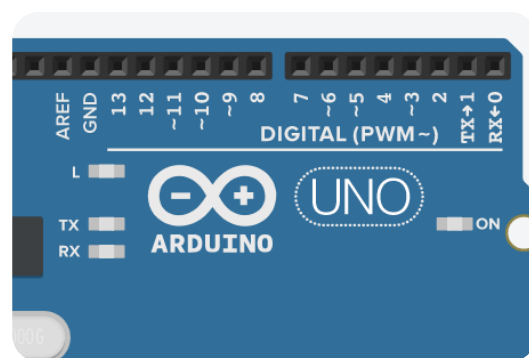 AREF GND 13 12 ~11 ~10 ~9 8 7 ~6 ~5 4 ~3 2 TX→1 RX←0
DIGITAL (PWM~)
L
UNO
TX
ON
RX
ARDUINO